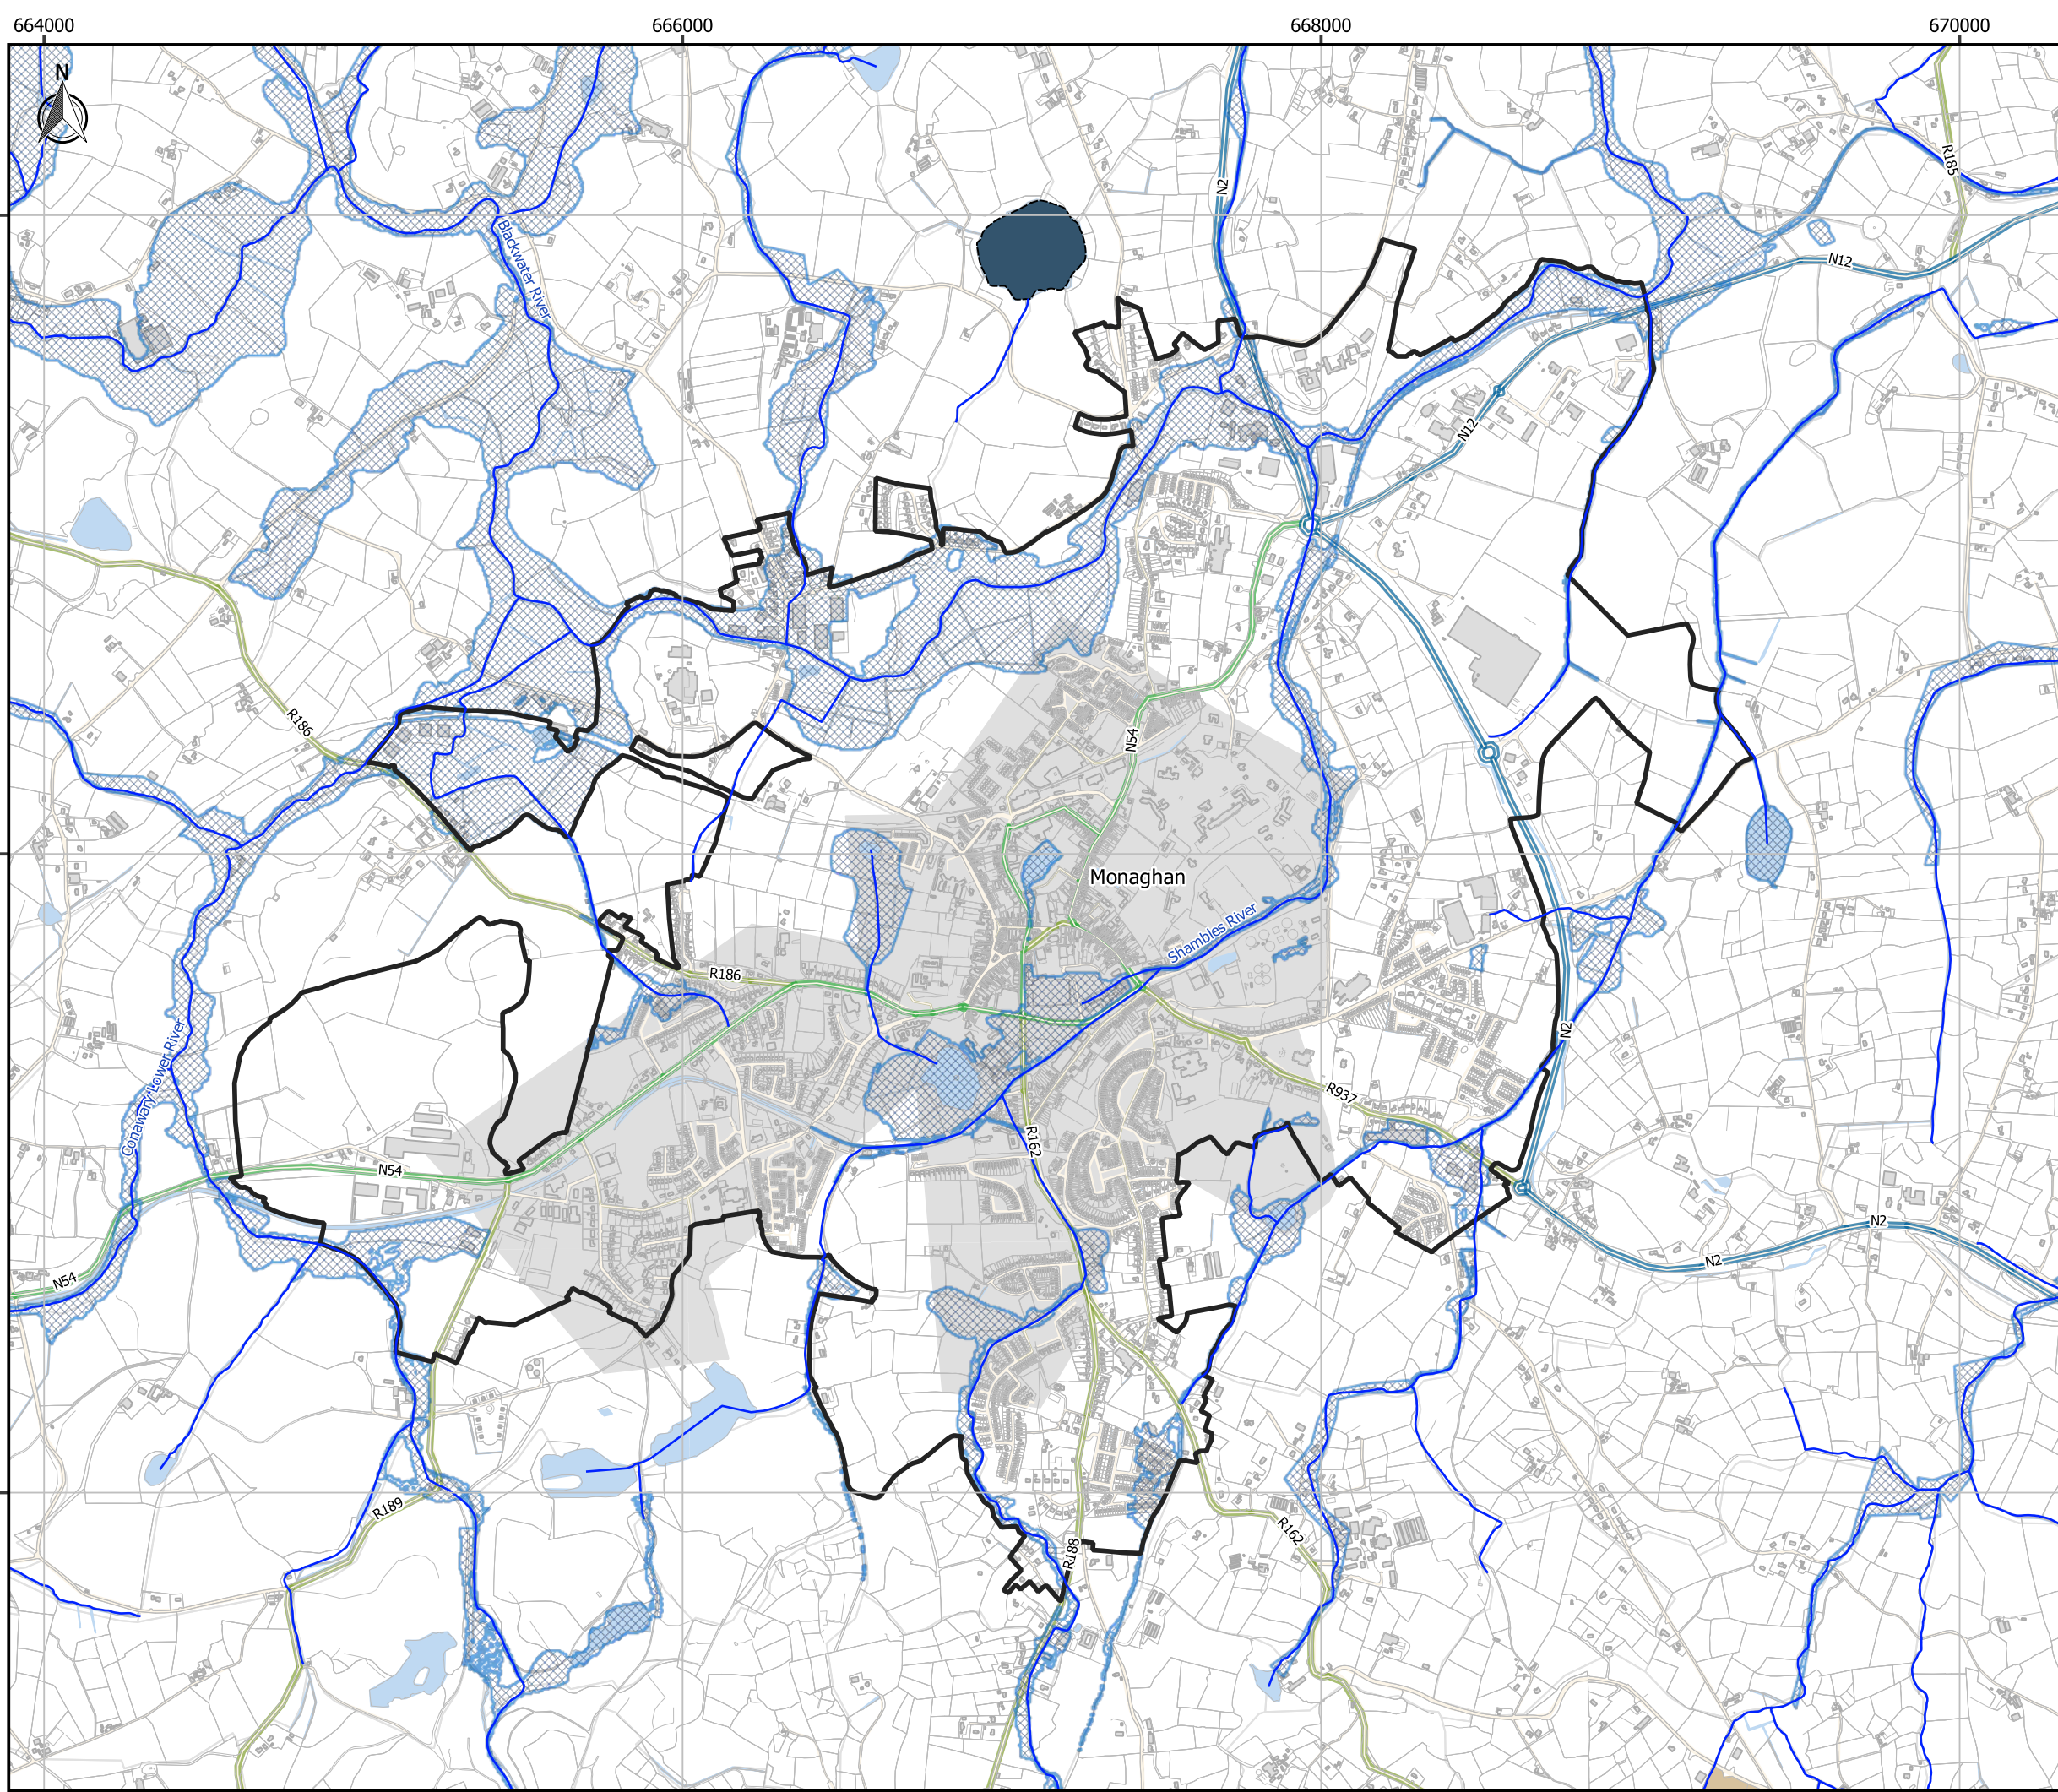 664000 666000 668000 670000
N
R185
N2
Blackwater River
N12
N12
R186
N54
Monaghan
Shambles River
R186
N2
Conawary Lower River
R937
R162
N54
N2
N54
N2
R189
R162
R188